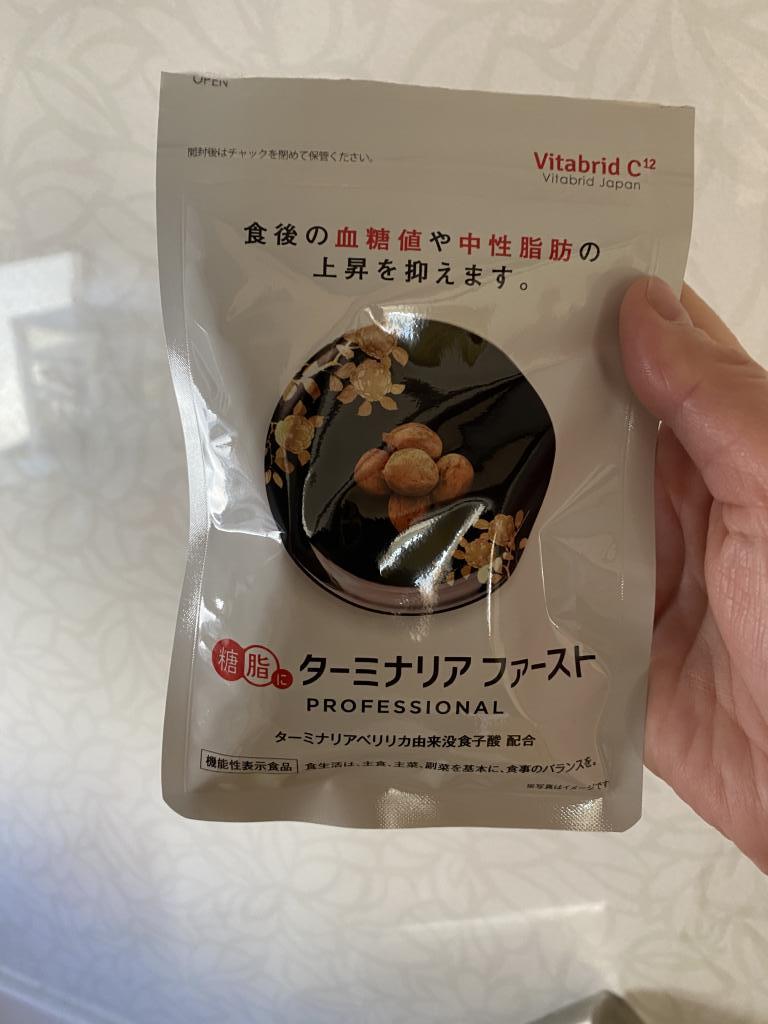 OPEN
開封後はチャックを閉めて保管ください。
Vitabrid C¹²
Vitabrid Japan
食後の血糖値や中性脂肪の
上昇を抑えます。
糖脂に ターミナリア ファースト
PROFESSIONAL
ターミナリアベリリカ由来没食子酸 配合
機能性表示食品 食生活は、主食、主菜、副菜を基本に、食事のバランスを。
※写真はイメージです